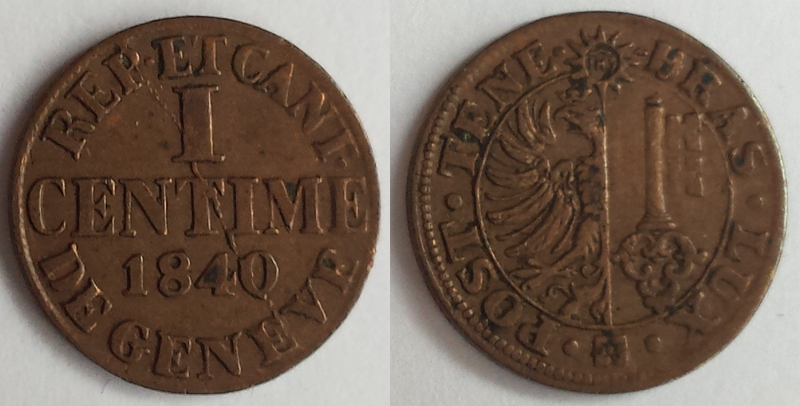 REP. ET CANT.
I
CENTIME
1840
DE GENEVE
POST · TENEBRAS · LUX ·